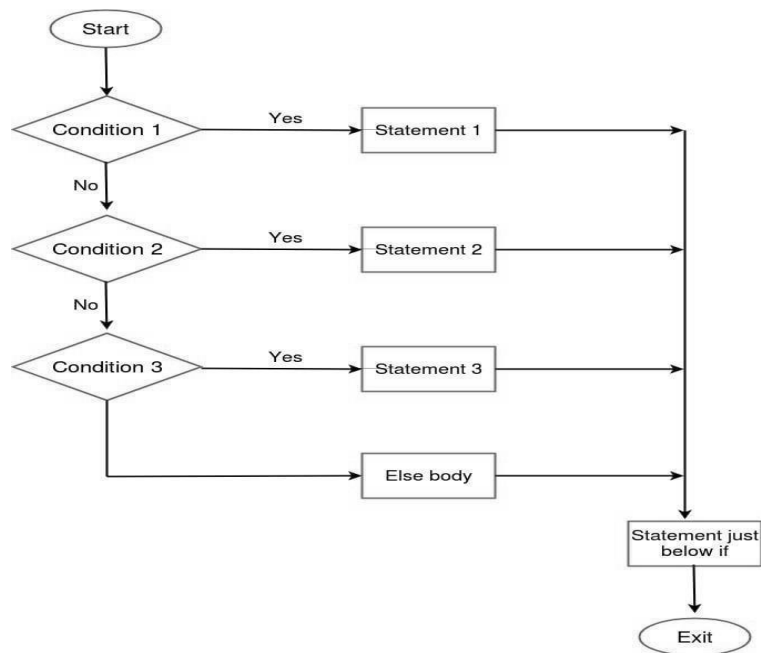 Start
Condition 1
Yes
Statement 1
No
Condition 2
Yes
Statement 2
No
Condition 3
Yes
Statement 3
Else body
Statement just
below if
Exit